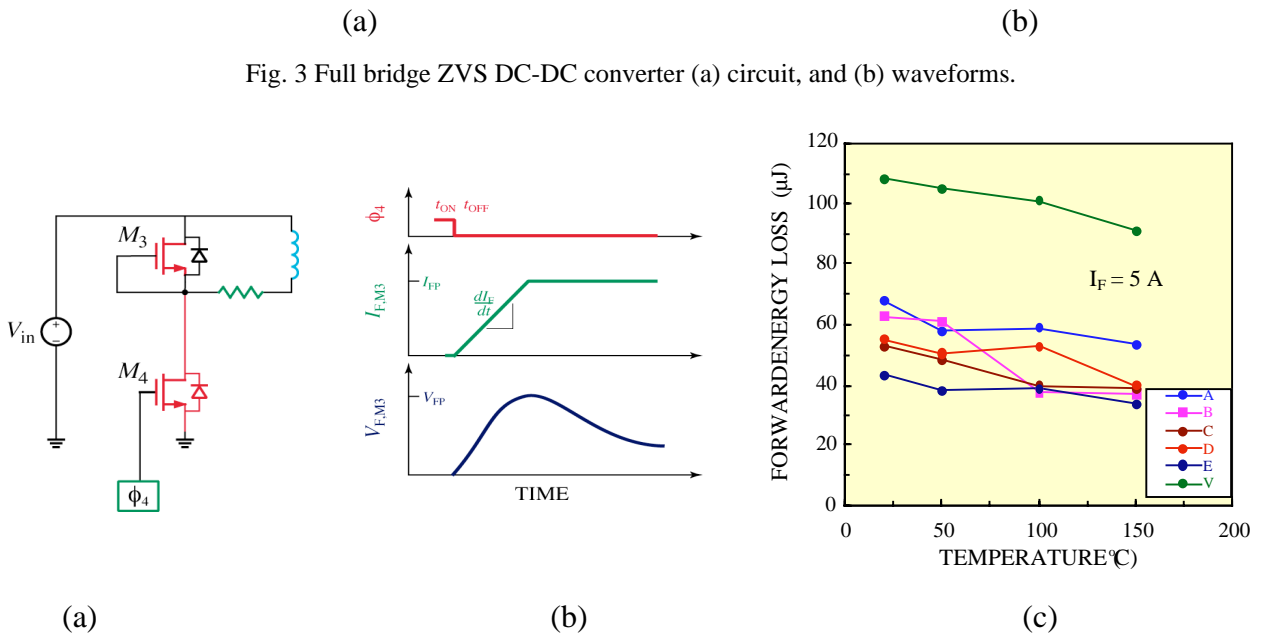 (a) (b)
Fig. 3 Full bridge ZVS DC-DC converter (a) circuit, and (b) waveforms.
M3
Vin
+
−
M4
ϕ4
ϕ4
tON tOFF
IF,M3
IFP
dIF
dt
VF,M3
VFP
TIME
FORWARDENERGY LOSS (µJ)
120
100
80
60
40
20
0
IF = 5 A
A
B
C
D
E
V
0 50 100 150 200
TEMPERATURE°C)
(a) (b) (c)